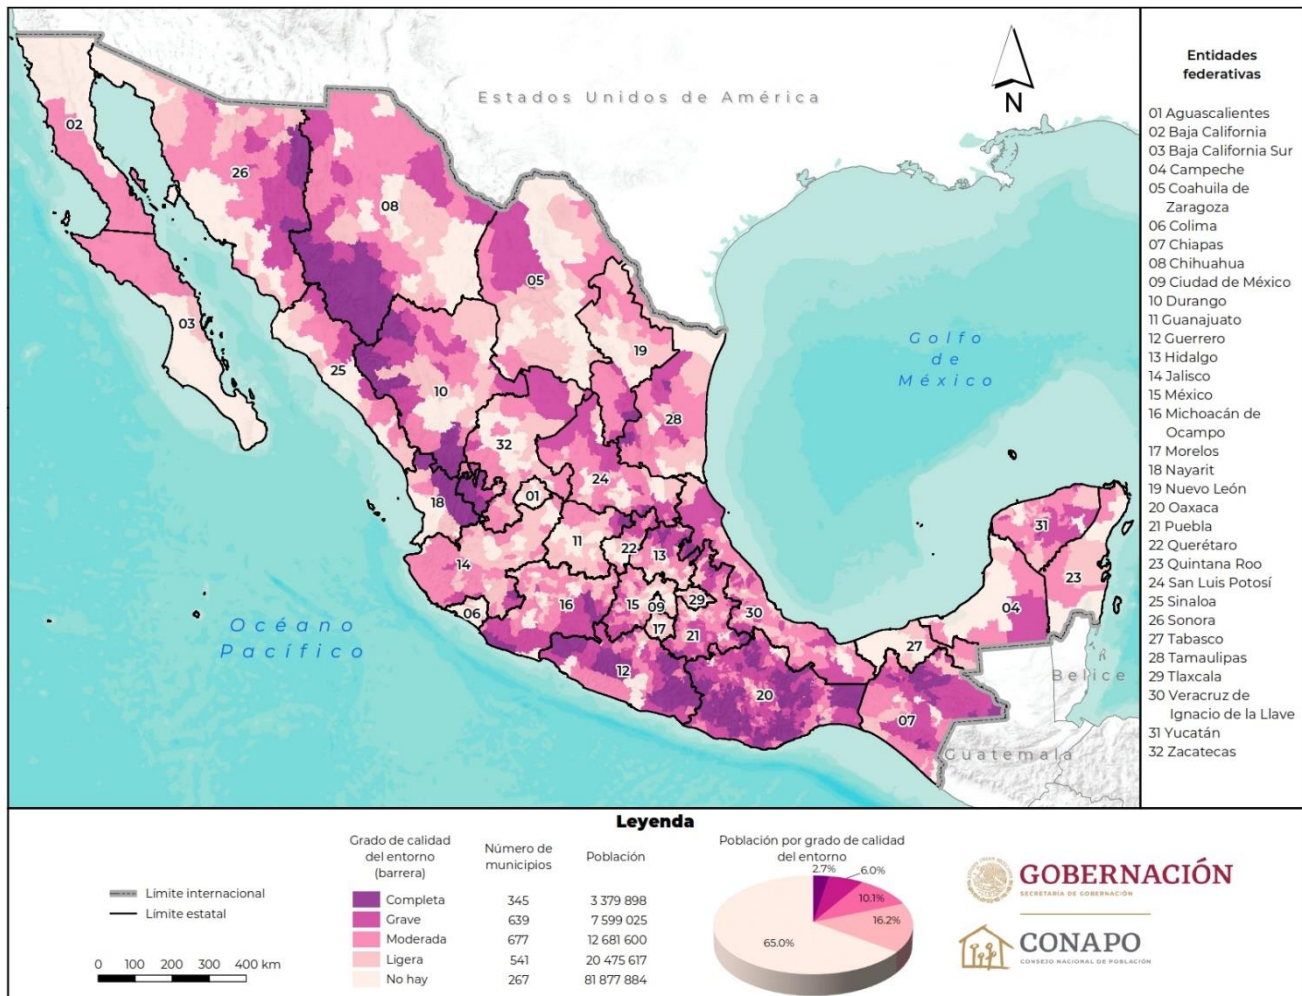 Estados Unidos de América
N
Golfo
de
México
Océano
Pacífico
Belice
Guatemala
02
26
08
03
05
19
25
10
28
32
24
01
18
11
22
13
14
06
16
15
09
29
17
21
30
12
20
27
07
04
31
23
Entidades
federativas
01 Aguascalientes
02 Baja California
03 Baja California Sur
04 Campeche
05 Coahuila de
Zaragoza
06 Colima
07 Chiapas
08 Chihuahua
09 Ciudad de México
10 Durango
11 Guanajuato
12 Guerrero
13 Hidalgo
14 Jalisco
15 México
16 Michoacán de
Ocampo
17 Morelos
18 Nayarit
19 Nuevo León
20 Oaxaca
21 Puebla
22 Querétaro
23 Quintana Roo
24 San Luis Potosí
25 Sinaloa
26 Sonora
27 Tabasco
28 Tamaulipas
29 Tlaxcala
30 Veracruz de
Ignacio de la Llave
31 Yucatán
32 Zacatecas
Leyenda
Límite internacional
Límite estatal
0 100 200 300 400 km
Grado de calidad
del entorno
(barrera)
Número de
municipios
Población
Completa 345 3 379 898
Grave 639 7 599 025
Moderada 677 12 681 600
Ligera 541 20 475 617
No hay 267 81 877 884
Población por grado de calidad
del entorno
2.7%
6.0%
10.1%
16.2%
65.0%
GOBERNACIÓN
SECRETARÍA DE GOBERNACIÓN
CONAPO
CONSEJO NACIONAL DE POBLACIÓN